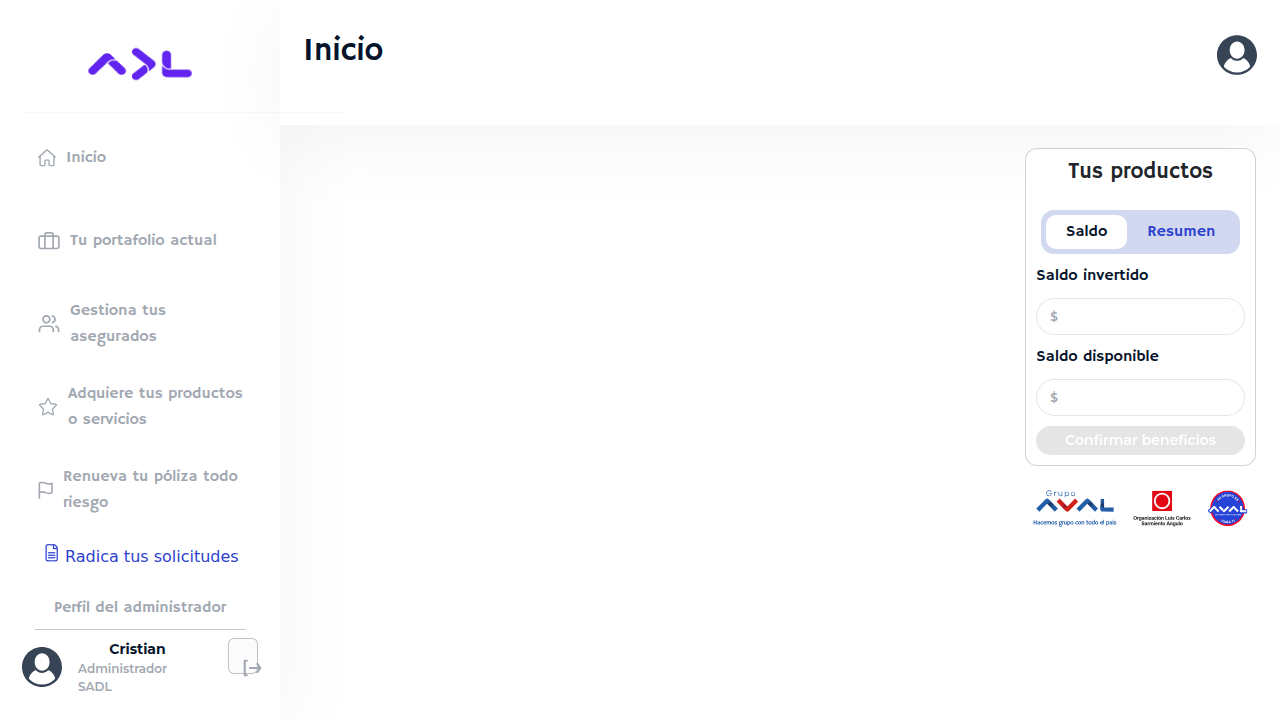 ADL
Inicio
Inicio
Tu portafolio actual
Gestiona tus
asegurados
Adquiere tus productos
o servicios
Renueva tu póliza todo
riesgo
Radica tus solicitudes
Perfil del administrador
Cristian
Administrador
SADL
Tus productos
Saldo Resumen
Saldo invertido
$
Saldo disponible
$
Confirmar beneficios
Grupo
AVAL
Hacemos grupo con todo el país
Organización Luis Carlos
Sarmiento Angulo
AVAL